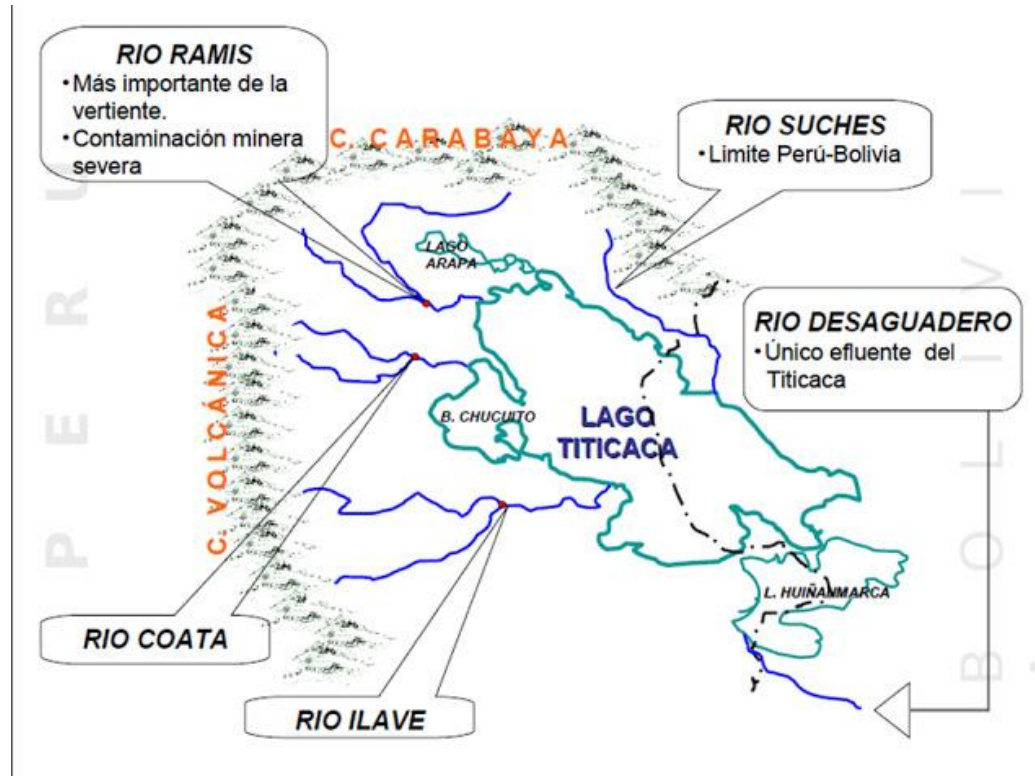 RIO RAMIS
• Más importante de la
vertiente.
• Contaminación minera
severa
C. CARABAYA
RIO SUCHES
• Limite Perú-Bolivia
PERU
LAGO
ARAPA
RIO DESAGUADERO
• Único efluente del
Titicaca
C. VOLCÁNICA
B. CHUCUITO
LAGO
TITICACA
BOLIVI
L. HUIÑANMARCA
RIO COATA
RIO ILAVE